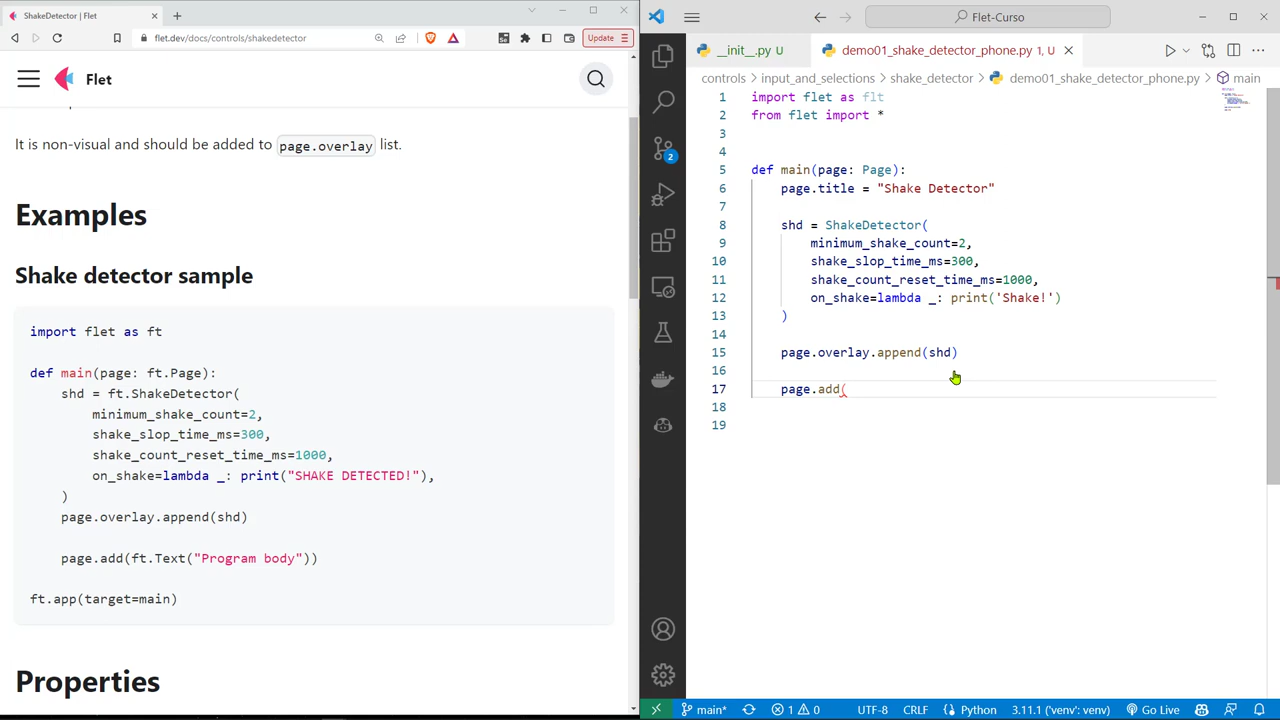 ShakeDetector | Flet
flet.dev/docs/controls/shakedetector
Update
Flet
It is non-visual and should be added to page.overlay list.
Examples
Shake detector sample
import flet as ft
def main(page: ft.Page):
shd = ft.ShakeDetector(
minimum_shake_count=2,
shake_slop_time_ms=300,
shake_count_reset_time_ms=1000,
on_shake=lambda _: print("SHAKE DETECTED!"),
)
page.overlay.append(shd)
page.add(ft.Text("Program body"))
ft.app(target=main)
Properties
Flet-Curso
__init__.py U
demo01_shake_detector_phone.py 1, U
controls > input_and_selections > shake_detector > demo01_shake_detector_phone.py > main
2
1 import flet as flt
2 from flet import *
3
4
5 def main(page: Page):
6 page.title = "Shake Detector"
7
8 shd = ShakeDetector(
9 minimum_shake_count=2,
10 shake_slop_time_ms=300,
11 shake_count_reset_time_ms=1000,
12 on_shake=lambda _: print('Shake!')
13 )
14
15 page.overlay.append(shd)
16
17 page.add(
18
19
main* 1 0 UTF-8 CRLF Python 3.11.1 ('venv': venv) Go Live